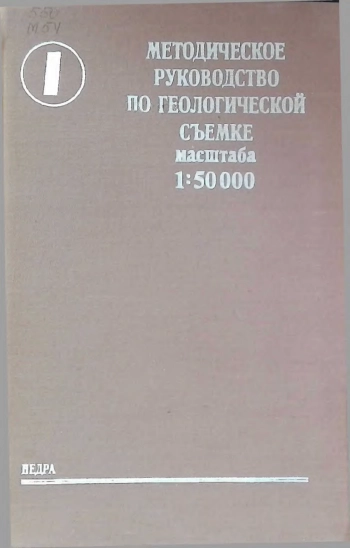 1
МЕТОДИЧЕСКОЕ
РУКОВОДСТВО
ПО ГЕОЛОГИЧЕСКОЙ
СЪЕМКЕ
масштаба
1:50 000
НЕДРА